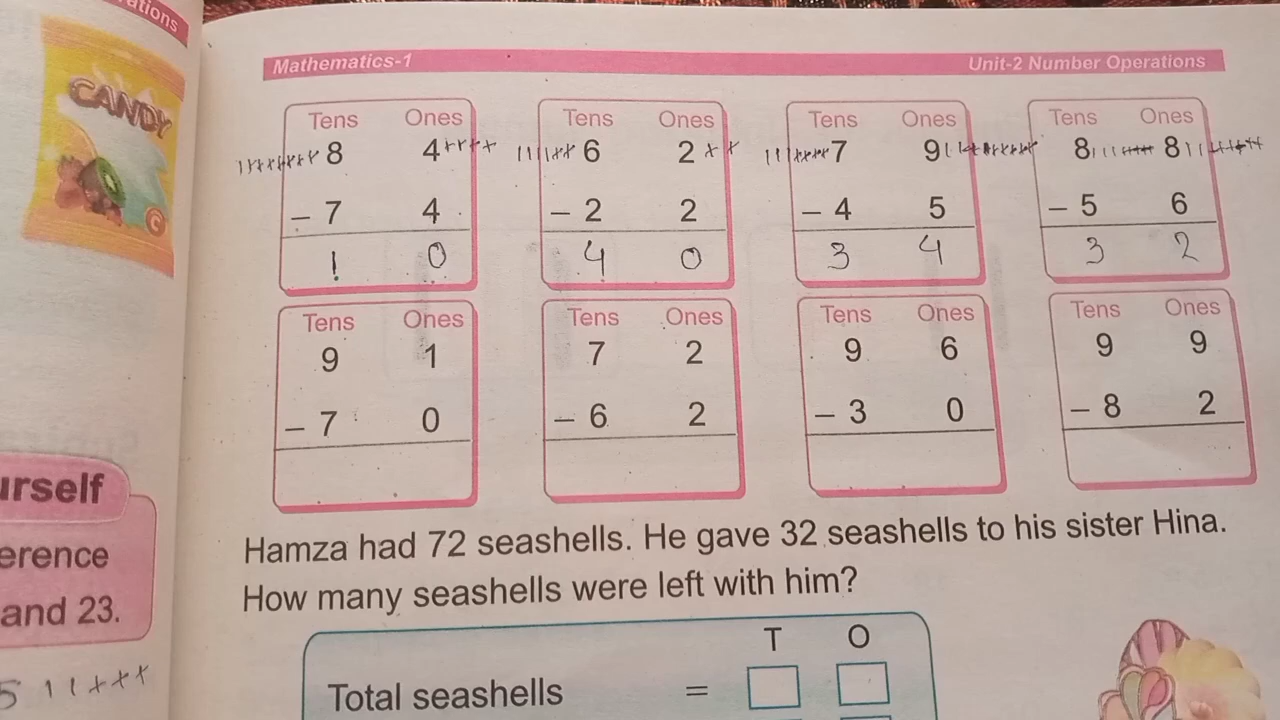 ations
CANDY
Mathematics-1 Unit-2 Number Operations
Tens Ones Tens Ones Tens Ones Tens Ones
8 4 6 2 7 9 8 8
- 7 4 - 2 2 - 4 5 - 5 6
1 0 4 0 3 4 3 2
Tens Ones Tens Ones Tens Ones Tens Ones
9 1 7 2 9 6 9 9
- 7 0 - 6 2 - 3 0 - 8 2
urself
erence
and 23.
5
Hamza had 72 seashells. He gave 32 seashells to his sister Hina.
How many seashells were left with him?
T O
Total seashells =